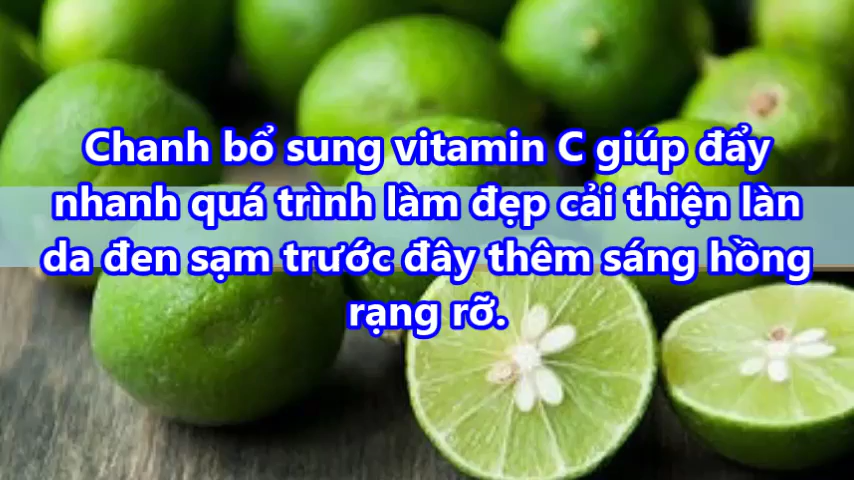 Chanh bổ sung vitamin C giúp đẩy
nhanh quá trình làm đẹp cải thiện làn
da đen sạm trước đây thêm sáng hồng
rạng rỡ.